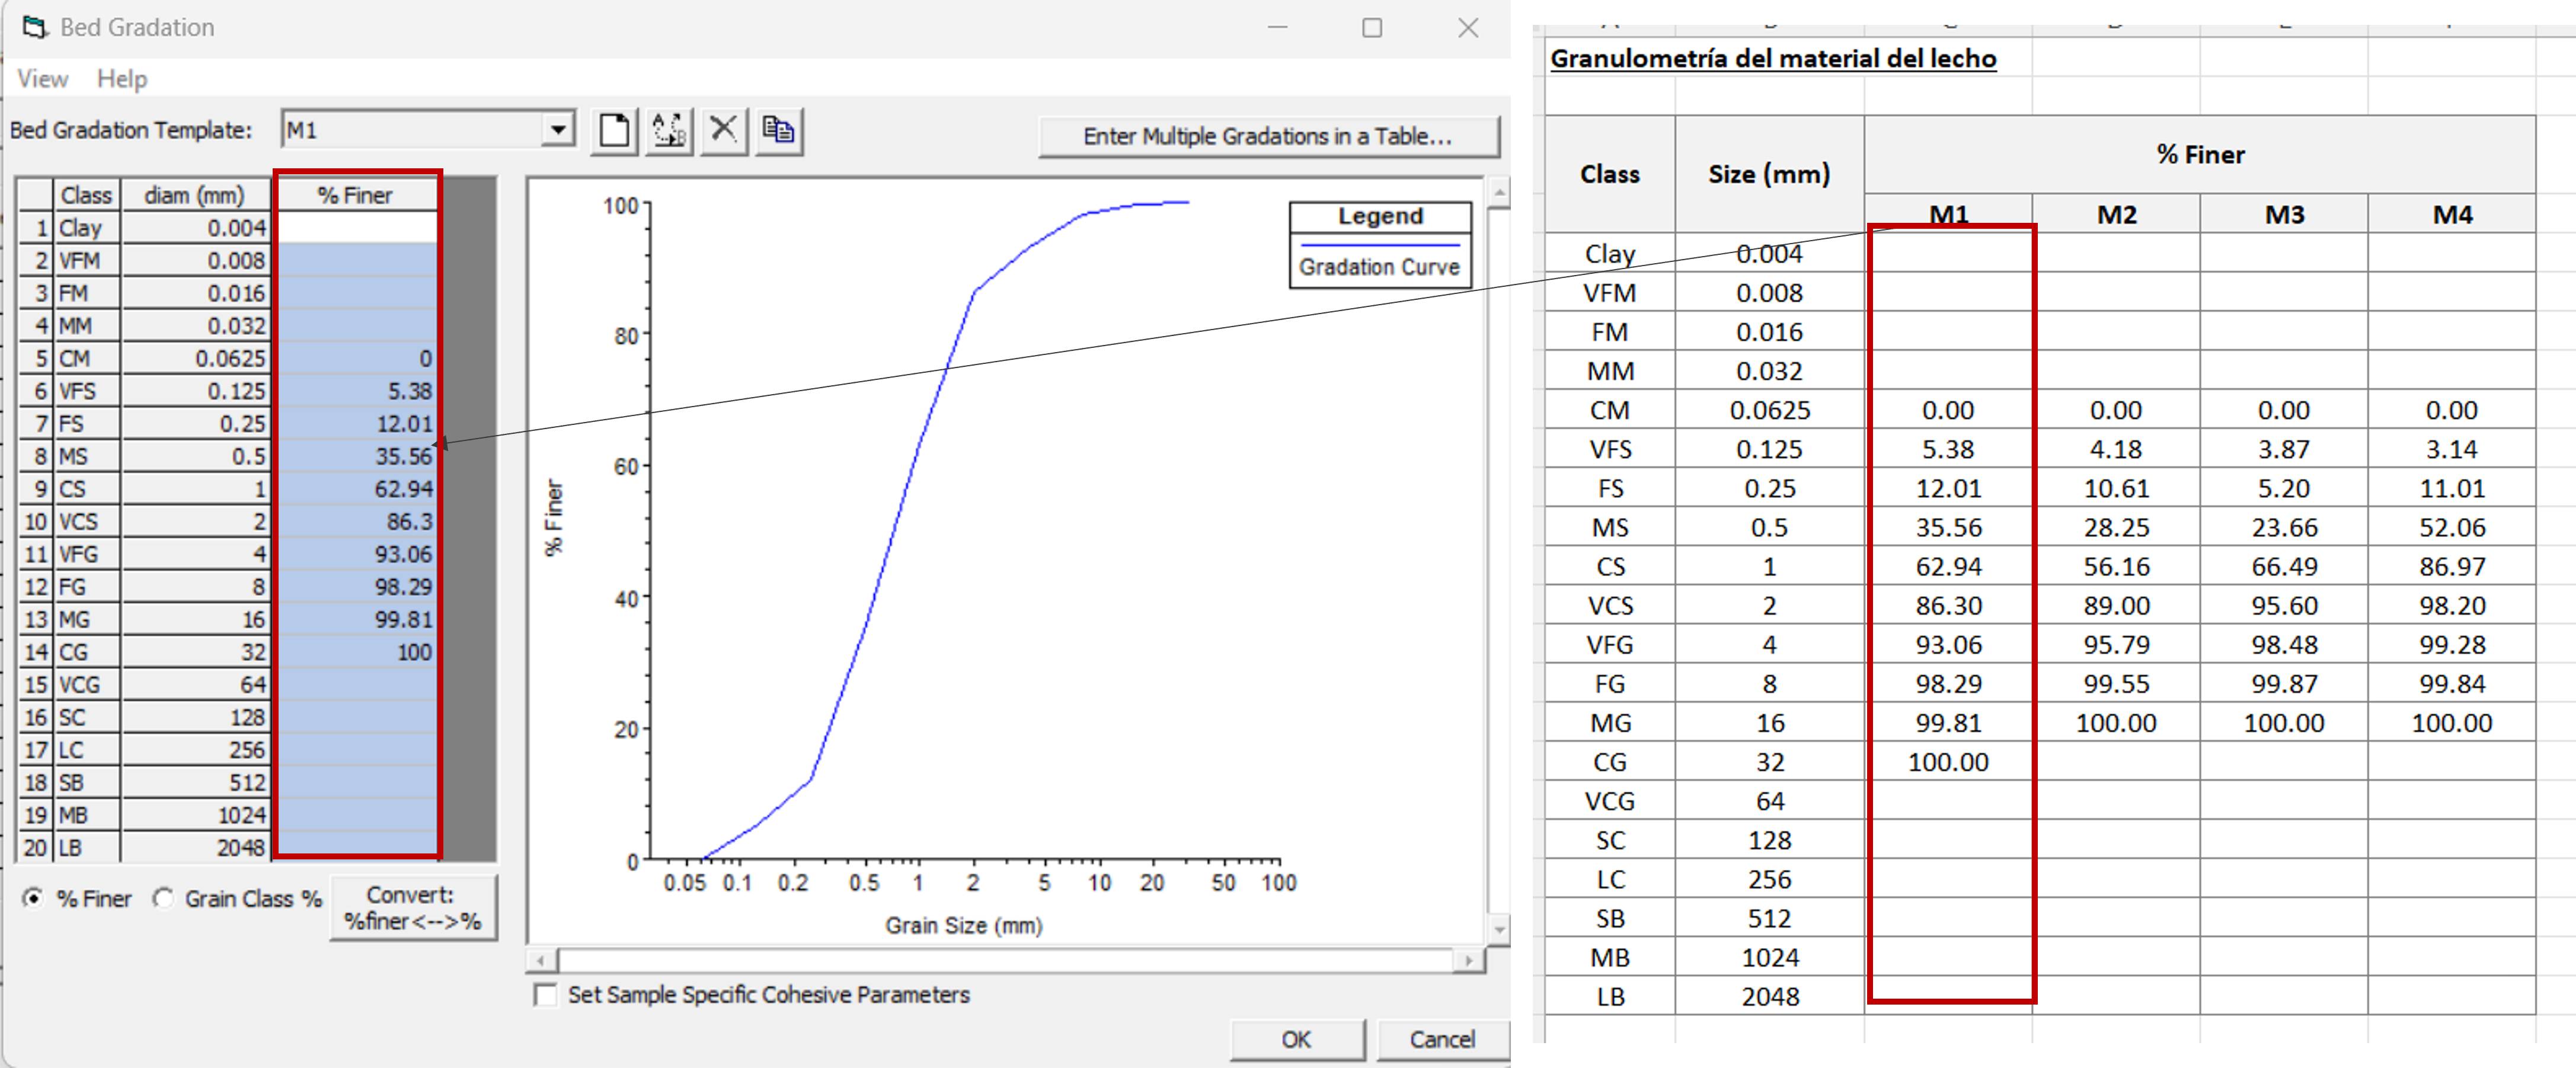 Bed Gradation
View Help
Bed Gradation Template: M1
Enter Multiple Gradations in a Table...
Class diam (mm) % Finer
1 Clay 0.004
2 VFM 0.008
3 FM 0.016
4 MM 0.032
5 CM 0.0625 0
6 VFS 0.125 5.38
7 FS 0.25 12.01
8 MS 0.5 35.56
9 CS 1 62.94
10 VCS 2 86.3
11 VFG 4 93.06
12 FG 8 98.29
13 MG 16 99.81
14 CG 32 100
15 VCG 64
16 SC 128
17 LC 256
18 SB 512
19 MB 1024
20 LB 2048
% Finer Grain Class %
Convert:
%finer<-->%
100
80
60
40
20
0
% Finer
0.05 0.1 0.2 0.5 1 2 5 10 20 50 100
Grain Size (mm)
Legend
Gradation Curve
Set Sample Specific Cohesive Parameters
OK Cancel
Granulometría del material del lecho
Class Size (mm) % Finer
M1 M2 M3 M4
Clay 0.004
VFM 0.008
FM 0.016
MM 0.032
CM 0.0625 0.00 0.00 0.00 0.00
VFS 0.125 5.38 4.18 3.87 3.14
FS 0.25 12.01 10.61 5.20 11.01
MS 0.5 35.56 28.25 23.66 52.06
CS 1 62.94 56.16 66.49 86.97
VCS 2 86.30 89.00 95.60 98.20
VFG 4 93.06 95.79 98.48 99.28
FG 8 98.29 99.55 99.87 99.84
MG 16 99.81 100.00 100.00 100.00
CG 32 100.00
VCG 64
SC 128
LC 256
SB 512
MB 1024
LB 2048